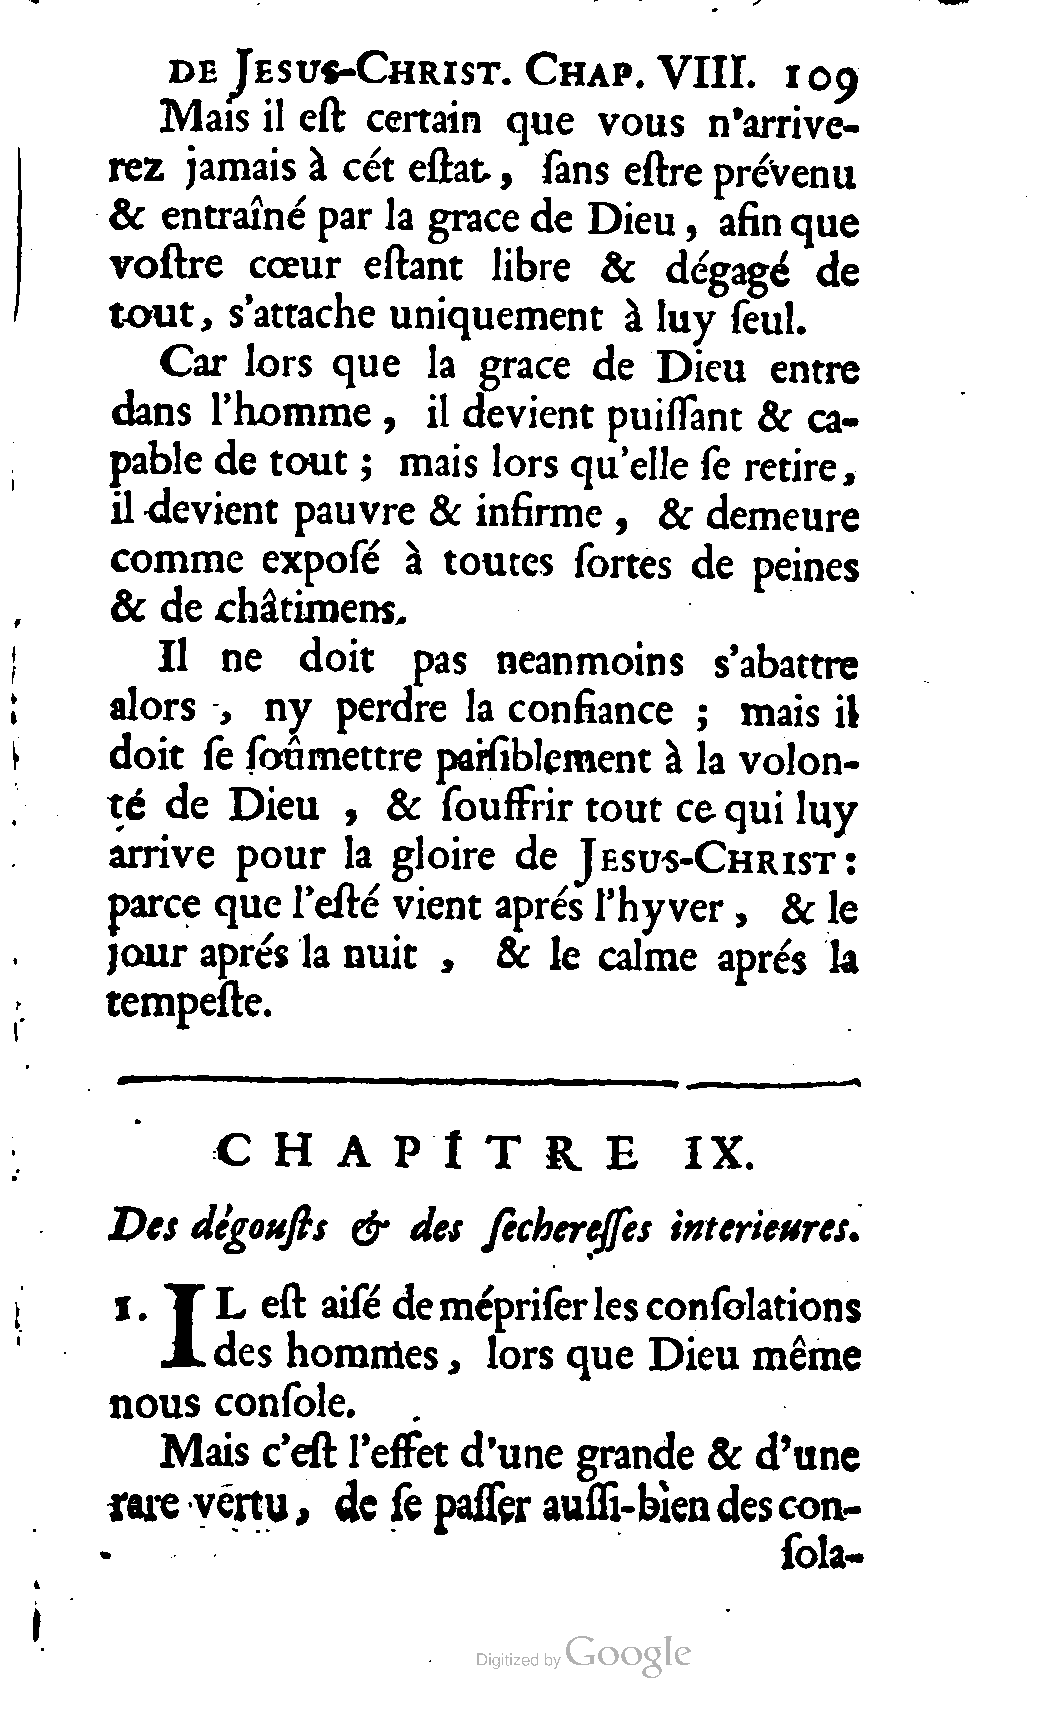 DE JESUS-CHRIST. CHAP. VIII. 109
Mais il eſt certain que vous n'arrive-
rez jamais à cét eſtat, ſans eſtre prévenu
& entraîné par la grace de Dieu, afin que
voſtre cœur eſtant libre & dégagé de
tout, s'attache uniquement à luy ſeul.
Car lors que la grace de Dieu entre
dans l'homme, il devient puiſſant & ca-
pable de tout; mais lors qu'elle ſe retire,
il devient pauvre & infirme, & demeure
comme expoſé à toutes ſortes de peines
& de châtimens.
Il ne doit pas neanmoins s'abattre
alors, ny perdre la confiance; mais il
doit ſe ſoûmettre paiſiblement à la volon-
té de Dieu, & ſouffrir tout ce qui luy
arrive pour la gloire de JESUS-CHRIST:
parce que l'eſté vient aprés l'hyver, & le
jour aprés la nuit, & le calme aprés la
tempeſte.
CHAPITRE IX.
Des dégouſts & des ſechereſſes interieures.
1. IL eſt aiſé de mépriſer les conſolations
des hommes, lors que Dieu même
nous conſole.
Mais c'eſt l'effet d'une grande & d'une
rare vertu, de ſe paſſer auſſi-bien des con-
ſola-
Digitized by Google